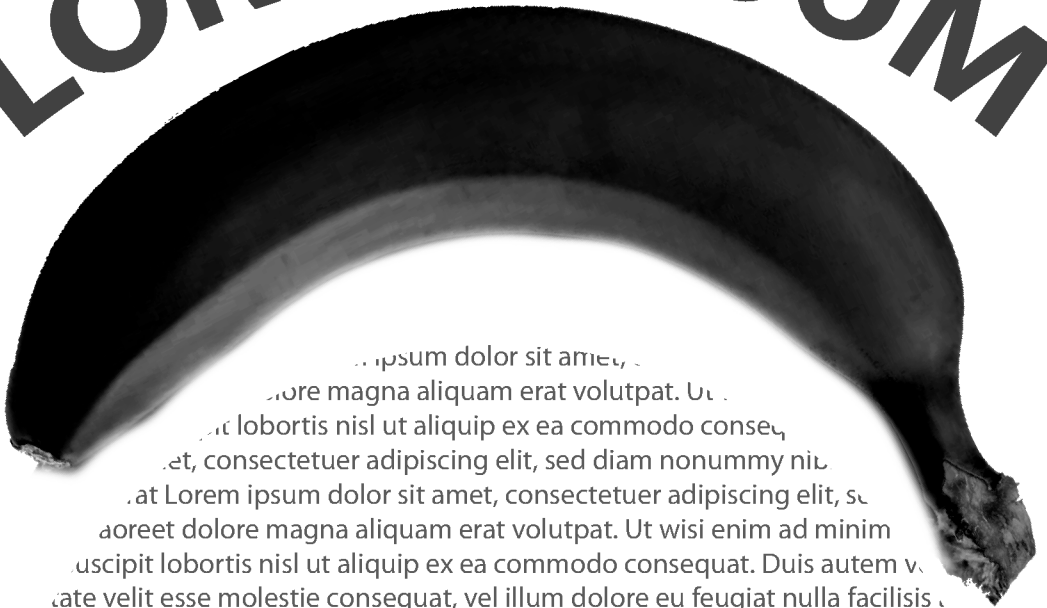 ipsum dolor sit amet,
magna aliquam erat volutpat. Ut
lobortis nisl ut aliquip ex ea commodo
consectetuer adipiscing elit, sed diam nonummy
at Lorem ipsum dolor sit amet, consectetuer adipiscing elit,
dolore magna aliquam erat volutpat. Ut wisi enim ad minim
lobortis nisl ut aliquip ex ea commodo consequat. Duis autem
velit esse molestie consequat, vel illum dolore eu feugiat nulla facilisis